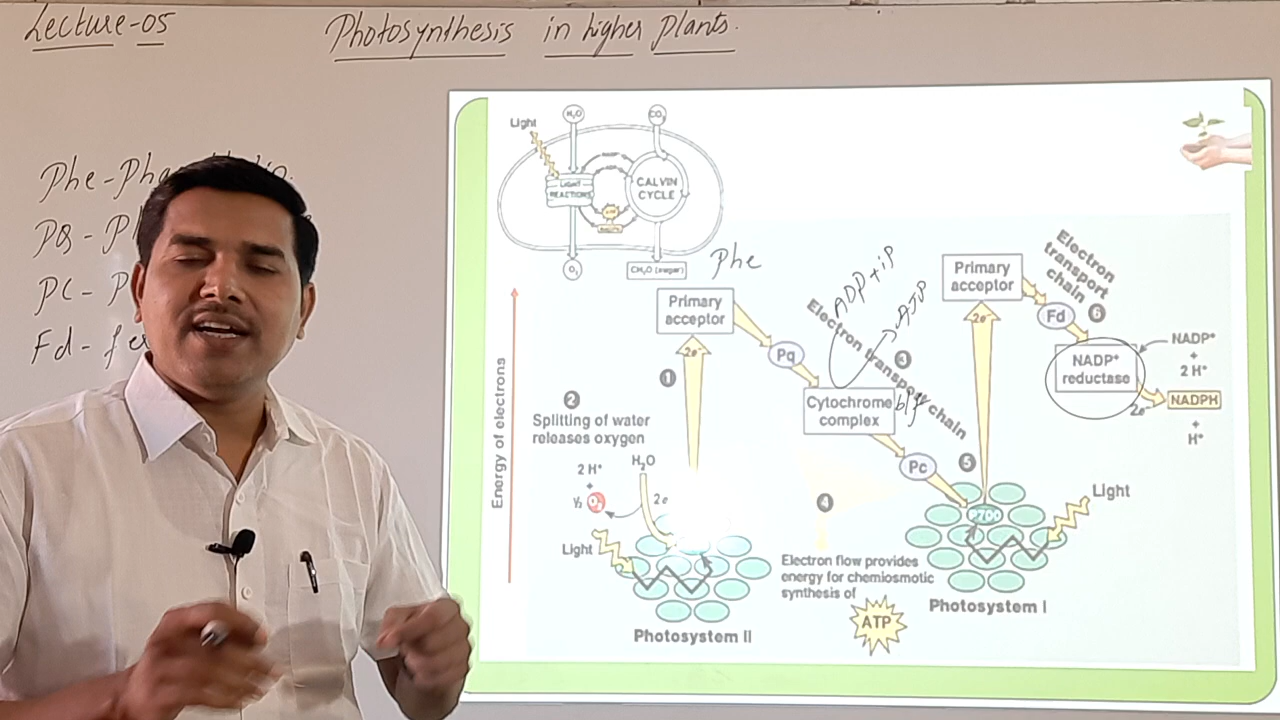 Lecture-05
Photosynthesis in higher plants.
Phe-
PQ-
PC-
Fd-
Light
H₂O
CO₂
LIGHT
REACTIONS
CALVIN
CYCLE
O₂
CH₂O (sugar)
Phe
Energy of electrons
Primary
acceptor
2e⁻
1
2
Splitting of water
releases oxygen
H₂O
2 H⁺
+
½ O₂
2e
Light
Photosystem II
Pq
ADP+iP
ATP
Electron transport chain
3
Cytochrome
complex
b/f
Pc
4
Electron flow provides
energy for chemiosmotic
synthesis of
ATP
Primary
acceptor
2e⁻
5
P700
Light
Photosystem I
Electron
transport
chain
6
Fd
2e⁻
NADP⁺
reductase
2e⁻
NADP⁺
+
2 H⁺
NADPH
+
H⁺